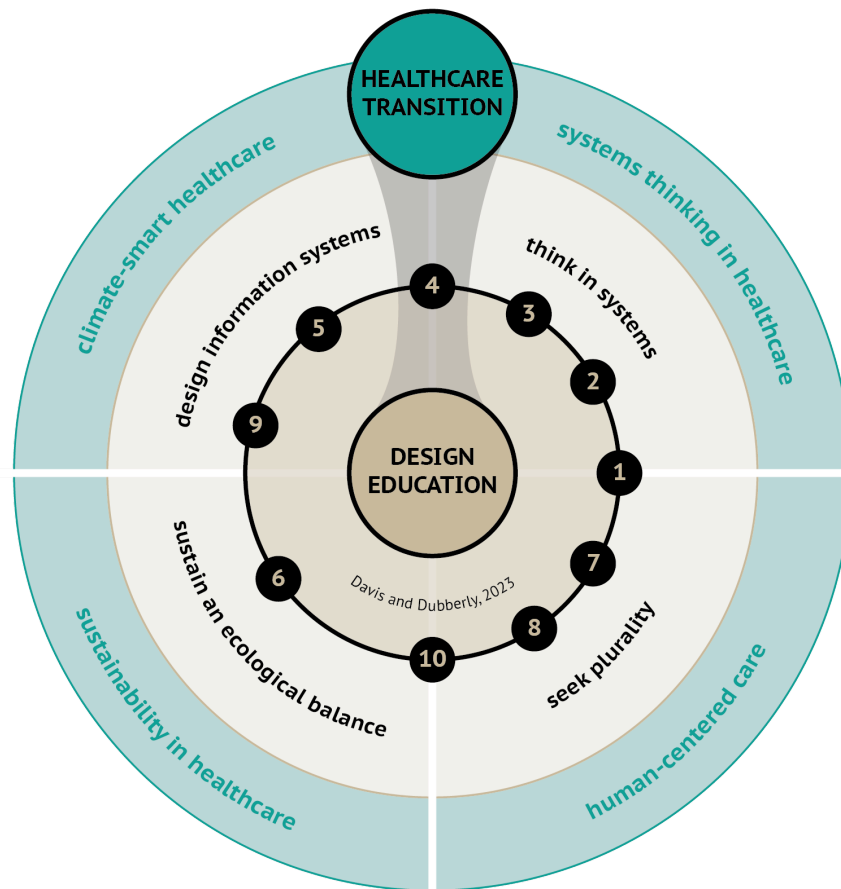 HEALTHCARE
TRANSITION
climate-smart healthcare
systems thinking in healthcare
design information systems
think in systems
4
3
5
2
9
1
DESIGN
EDUCATION
7
6
Davis and Dubberly, 2023
8
10
sustain an ecological balance
seek plurality
sustainability in healthcare
human-centered care